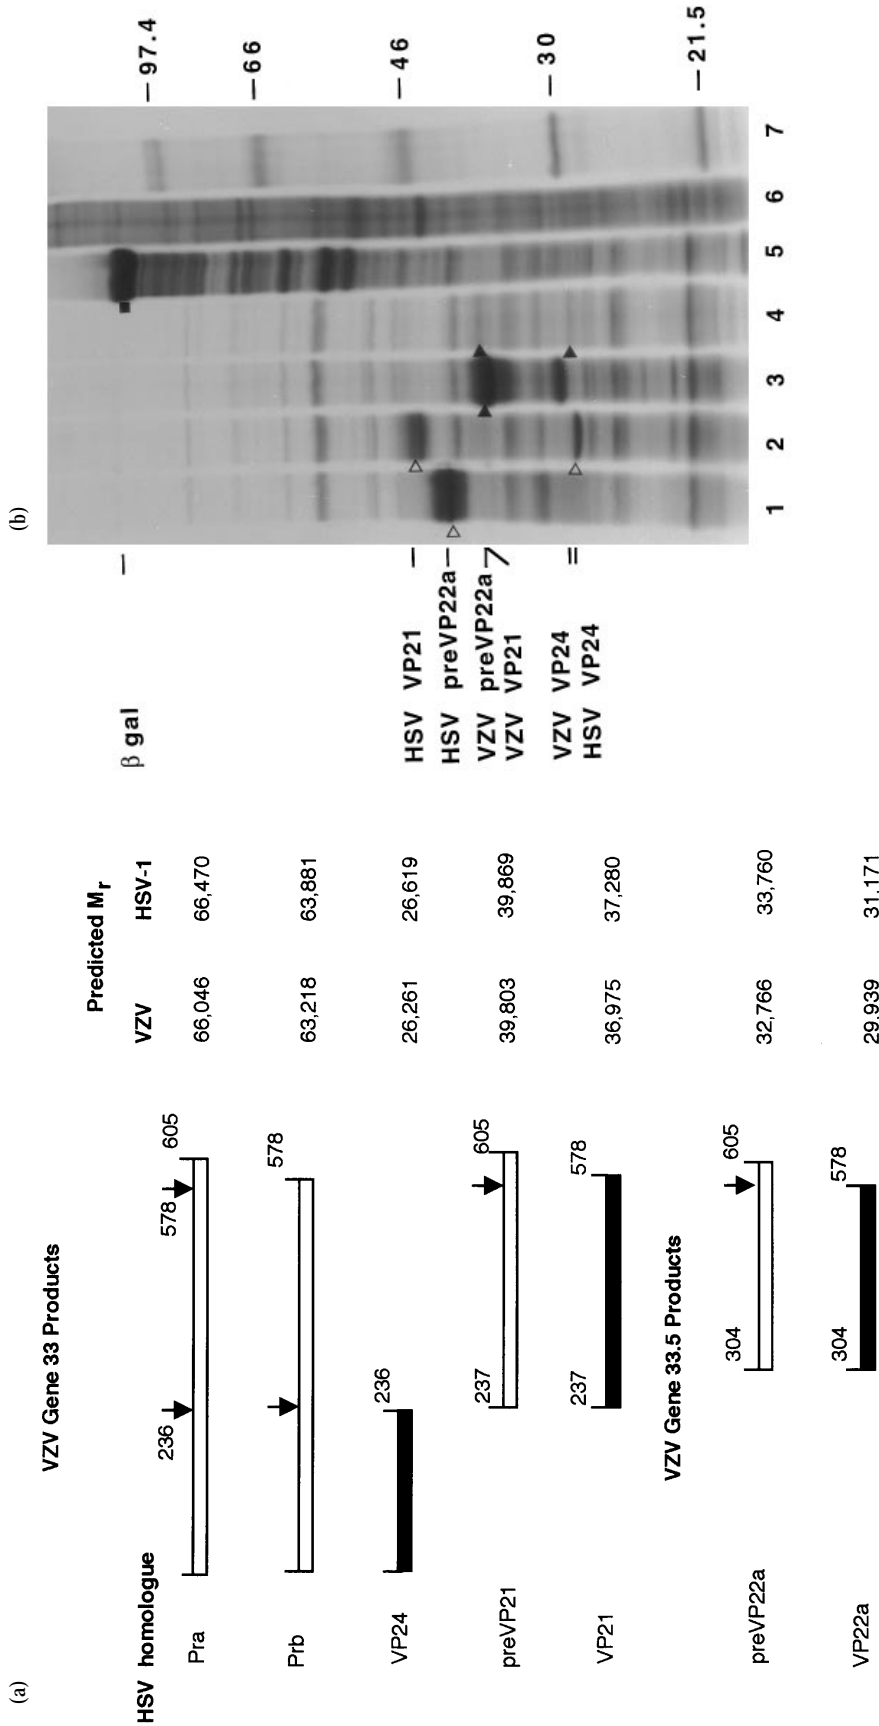 (a)
VZV Gene 33 Products
Predicted Mr
HSV homologue VZV HSV-1
Pra 236 578 605 66,046 66,470
Prb 578 63,218 63,881
VP24 236 26,261 26,619
preVP21 237 605 39,803 39,869
VP21 237 578 36,975 37,280
VZV Gene 33.5 Products
preVP22a 304 605 32,766 33,760
VP22a 304 578 29,939 31,171
(b)
β gal –
HSV VP21 –
HSV preVP22a–
VZV preVP22a
VZV VP21
VZV VP24
HSV VP24
–97.4
–66
–46
–30
–21.5
1 2 3 4 5 6 7